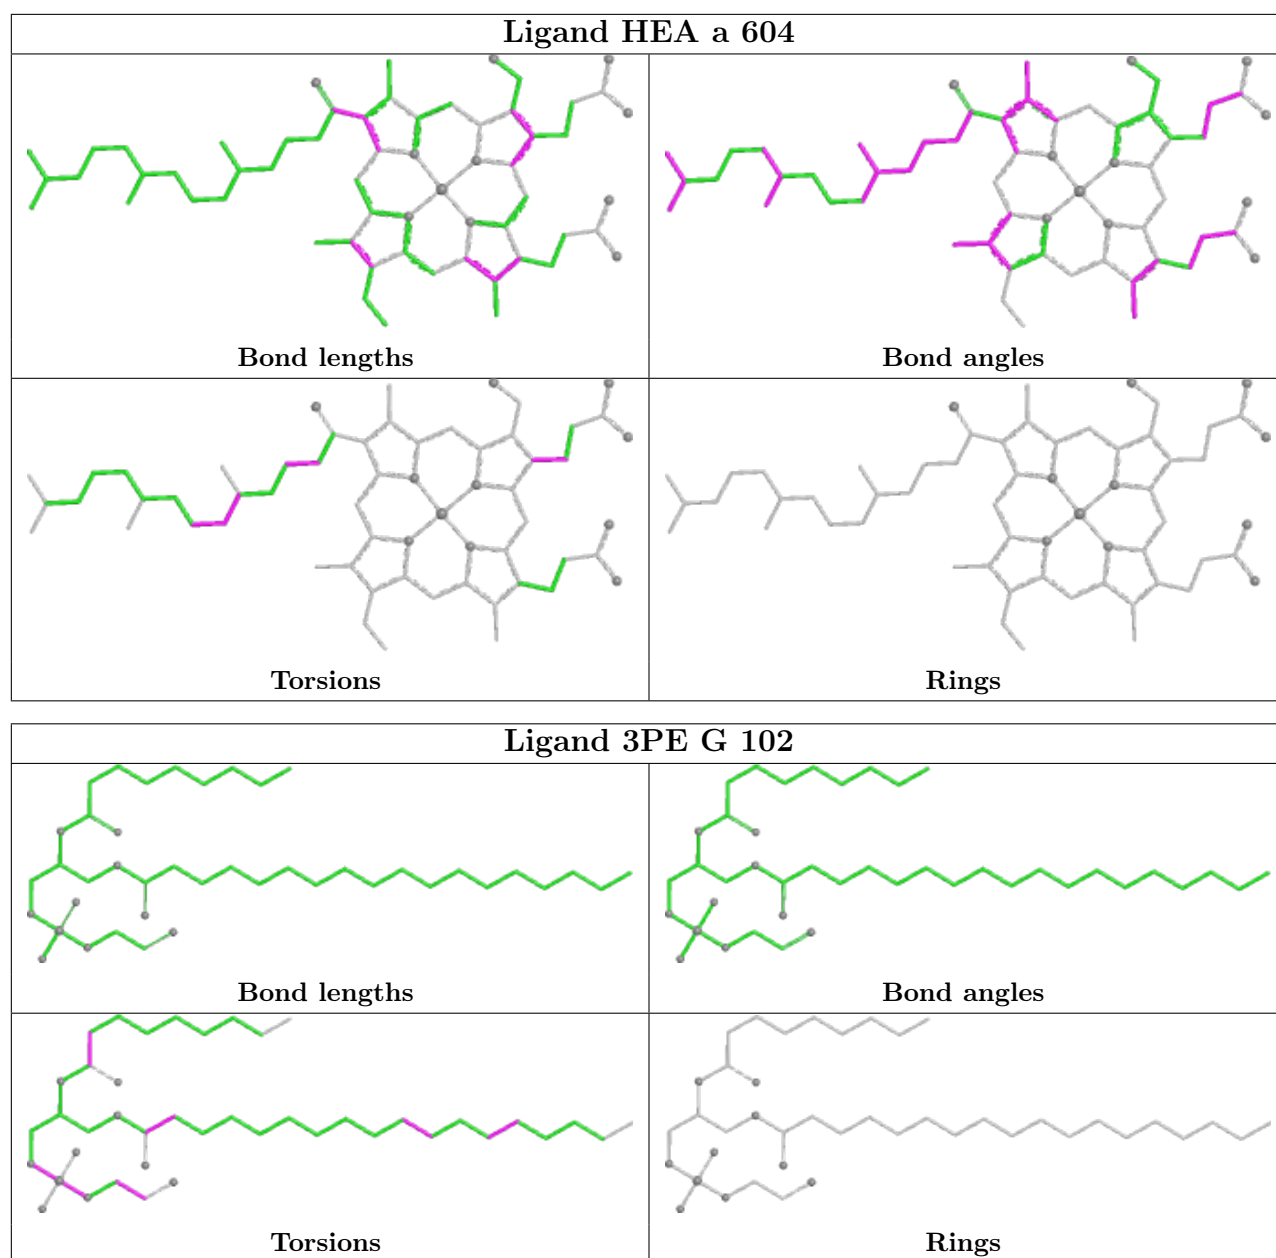 Ligand HEA a 604
Bond lengths
Bond angles
Torsions
Rings
Ligand 3PE G 102
Bond lengths
Bond angles
Torsions
Rings